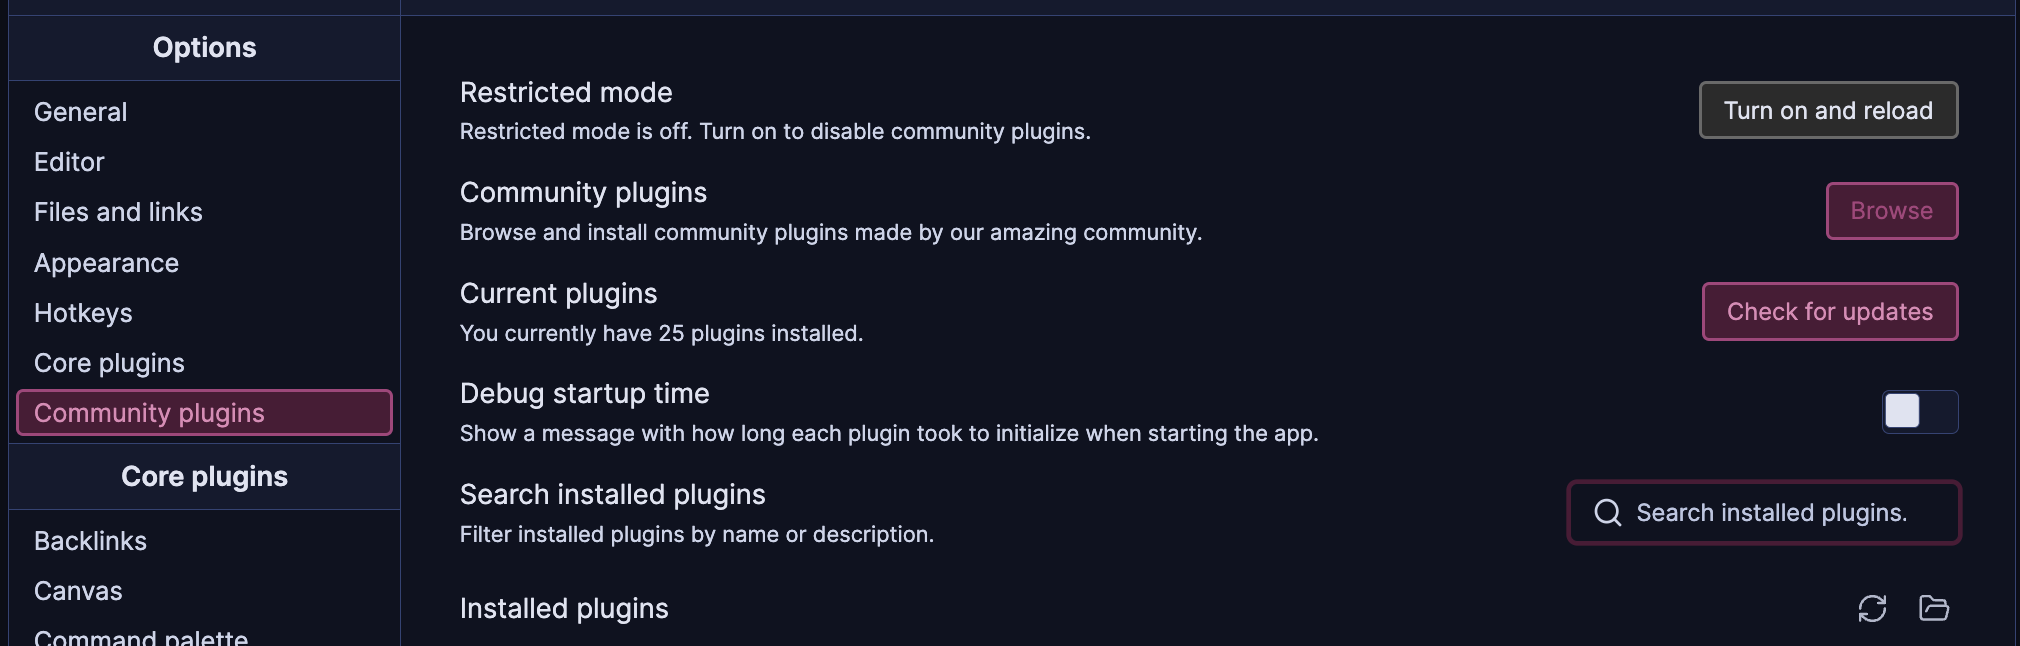 Options
General
Editor
Files and links
Appearance
Hotkeys
Core plugins
Community plugins
Core plugins
Backlinks
Canvas
Command palette
Restricted mode
Restricted mode is off. Turn on to disable community plugins.
Turn on and reload
Community plugins
Browse and install community plugins made by our amazing community.
Browse
Current plugins
You currently have 25 plugins installed.
Check for updates
Debug startup time
Show a message with how long each plugin took to initialize when starting the app.
Search installed plugins
Filter installed plugins by name or description.
Search installed plugins.
Installed plugins